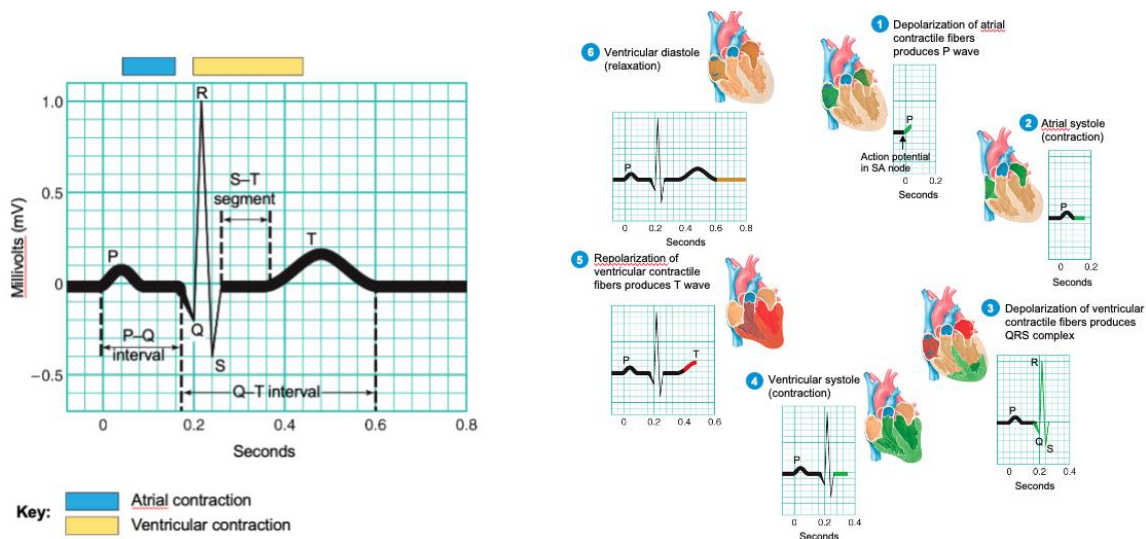 1.0
0.5
0
−0.5
Millivolts (mV)
R
S–T
segment
P
T
Q
S
P–Q
interval
Q–T interval
0
0.2
0.4
0.6
0.8
Seconds
Key:
Atrial contraction
Ventricular contraction
1
Depolarization of atrial
contractile fibers
produces P wave
P
Action potential
in SA node
0
0.2
Seconds
2
Atrial systole
(contraction)
P
0
0.2
Seconds
3
Depolarization of ventricular
contractile fibers produces
QRS complex
R
P
Q
S
0
0.2
0.4
Seconds
4
Ventricular systole
(contraction)
P
0
0.2
0.4
Seconds
5
Repolarization of
ventricular contractile
fibers produces T wave
P
T
0
0.2
0.4
0.6
Seconds
6
Ventricular diastole
(relaxation)
P
0
0.2
0.4
0.6
0.8
Seconds